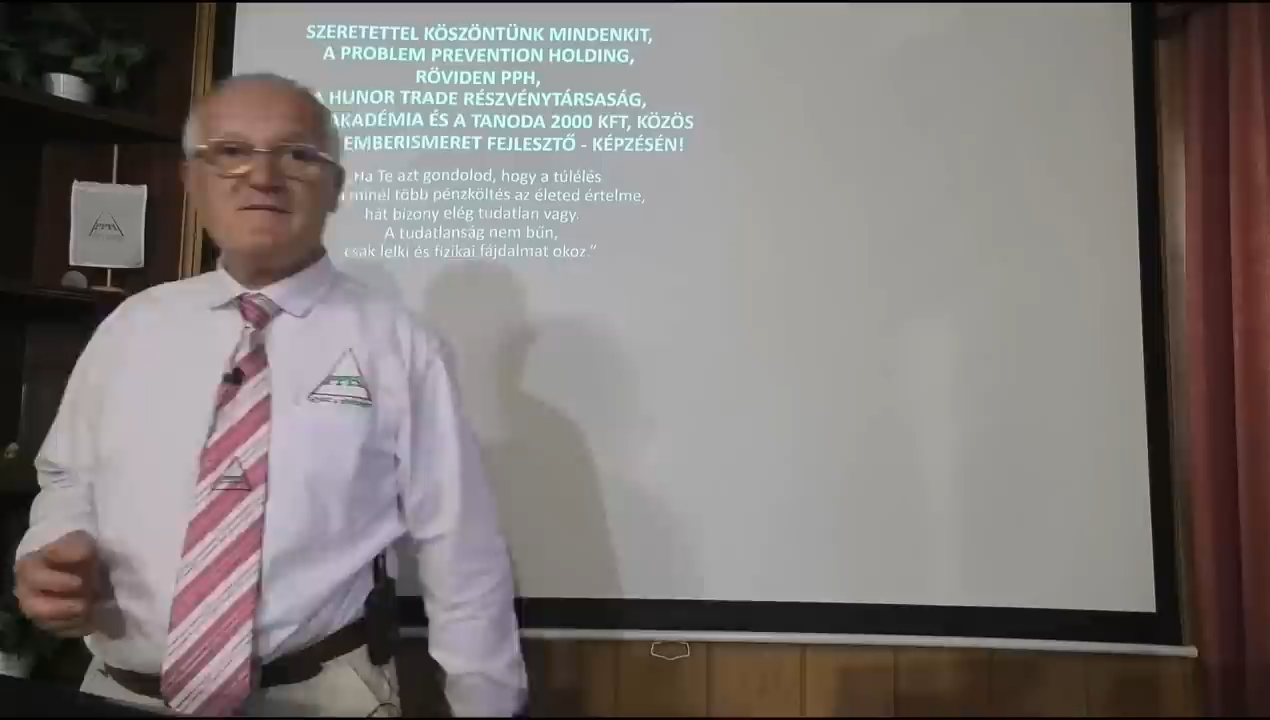 SZERETETTEL KÖSZÖNTÜNK MINDENKIT,
A PROBLEM PREVENTION HOLDING,
RÖVIDEN PPH,
A HUNOR TRADE RÉSZVÉNYTÁRSASÁG,
AKADÉMIA ÉS A TANODA 2000 KFT, KÖZÖS
EMBERISMERET FEJLESZTŐ - KÉPZÉSÉN!
Ha Te azt gondolod, hogy a túlélés
minél több pénzköltés az életed értelme,
hát bizony elég tudatlan vagy.
A tudatlanság nem bűn,
csak lelki és fizikai fájdalmat okoz.”